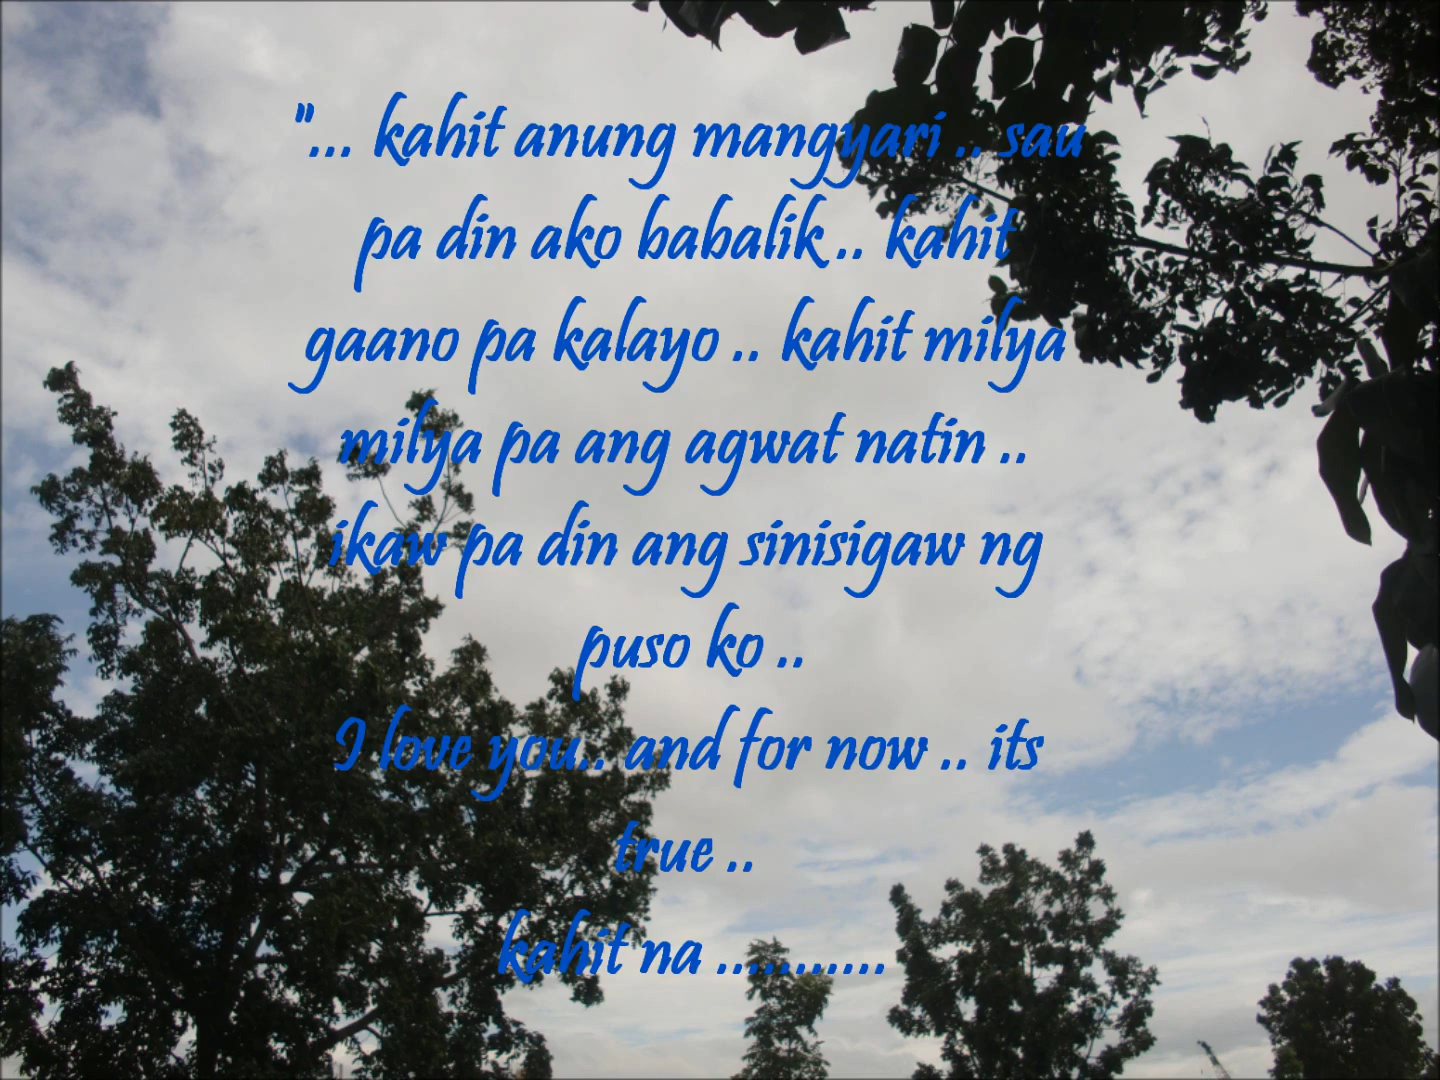 "... kahit anung mangyari .. sau
pa din ako babalik .. kahit
gaano pa kalayo .. kahit milya
milya pa ang agwat natin ..
ikaw pa din ang sinisigaw ng
puso ko ..
I love you.. and for now .. its
true ..
kahit na ...........